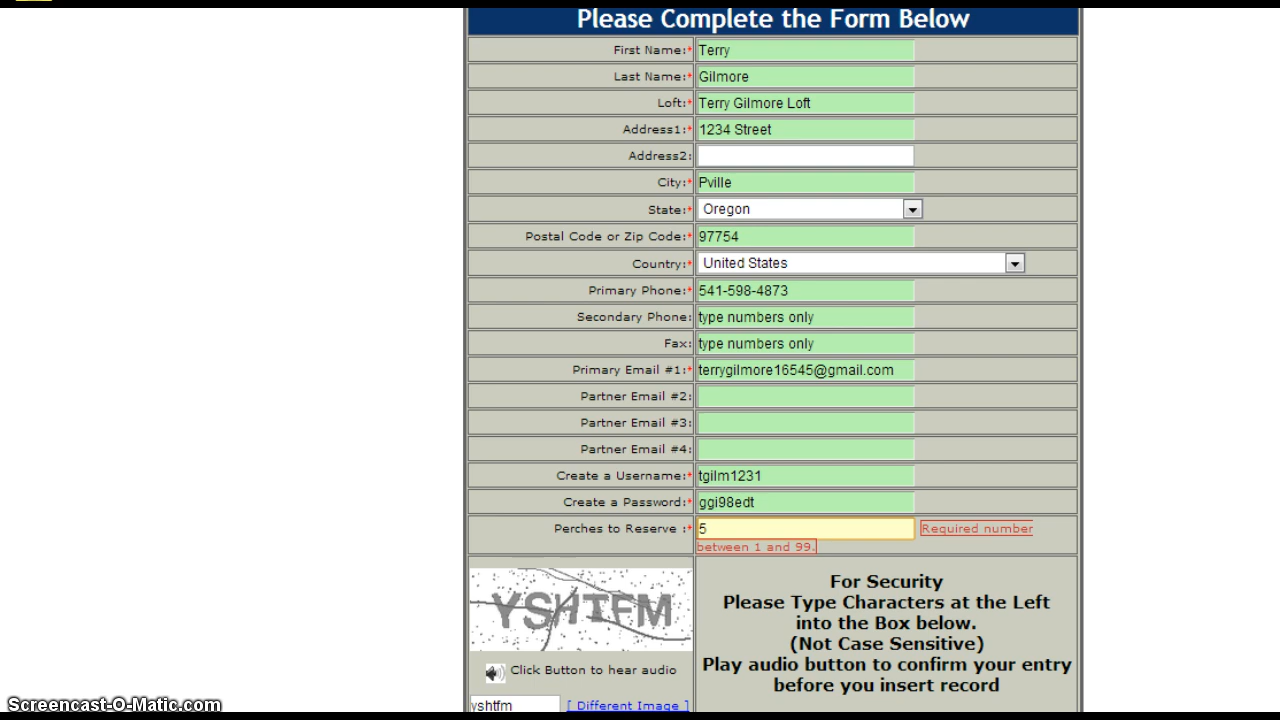 Please Complete the Form Below
First Name:* Terry
Last Name:* Gilmore
Loft:* Terry Gilmore Loft
Address1:* 1234 Street
Address2:
City:* Pville
State:* Oregon
Postal Code or Zip Code:* 97754
Country:* United States
Primary Phone:* 541-598-4873
Secondary Phone: type numbers only
Fax: type numbers only
Primary Email #1:* terrygilmore16545@gmail.com
Partner Email #2:
Partner Email #3:
Partner Email #4:
Create a Username:* tgilm1231
Create a Password:* ggi98edt
Perches to Reserve :* 5 Required number
between 1 and 99.
YSHTFM
Click Button to hear audio
yshtfm [ Different Image ]
For Security
Please Type Characters at the Left
into the Box below.
(Not Case Sensitive)
Play audio button to confirm your entry
before you insert record
Screencast-O-Matic.com